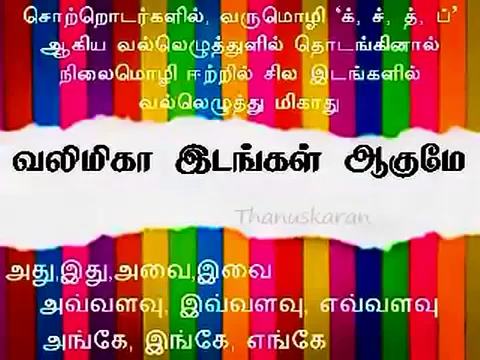 சொற்றொடர்களில், வருமொழி 'க், ச், த், ப்'
ஆகிய வல்லெழுத்துளில் தொடங்கினால்
நிலைமொழி ஈற்றில் சில இடங்களில்
வல்லெழுத்து மிகாது
வலிமிகா இடங்கள் ஆகுமே
Thanuskaran
அது,இது,அவை,இவை
அவ்வளவு, இவ்வளவு, எவ்வளவு
அங்கே, இங்கே, எங்கே